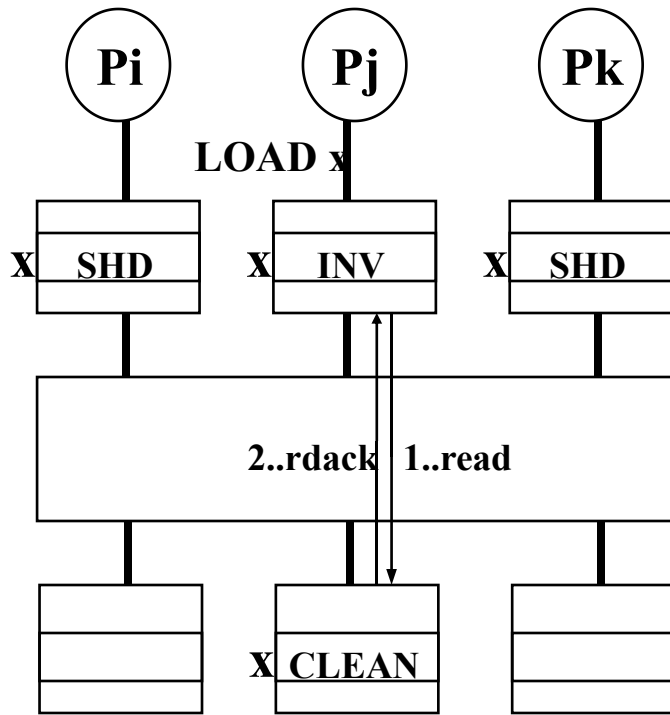 Pi Pj Pk
LOAD x
x SHD x INV x SHD
2..rdack 1..read
x CLEAN